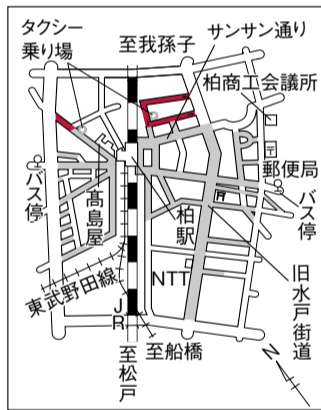 タクシー
乗り場
至我孫子
サンサン通り
柏商工会議所
郵便局
バス停
バス停
髙島屋
柏駅
旧水戸街道
NTT
東武野田線
JR
至船橋
至松戸
N